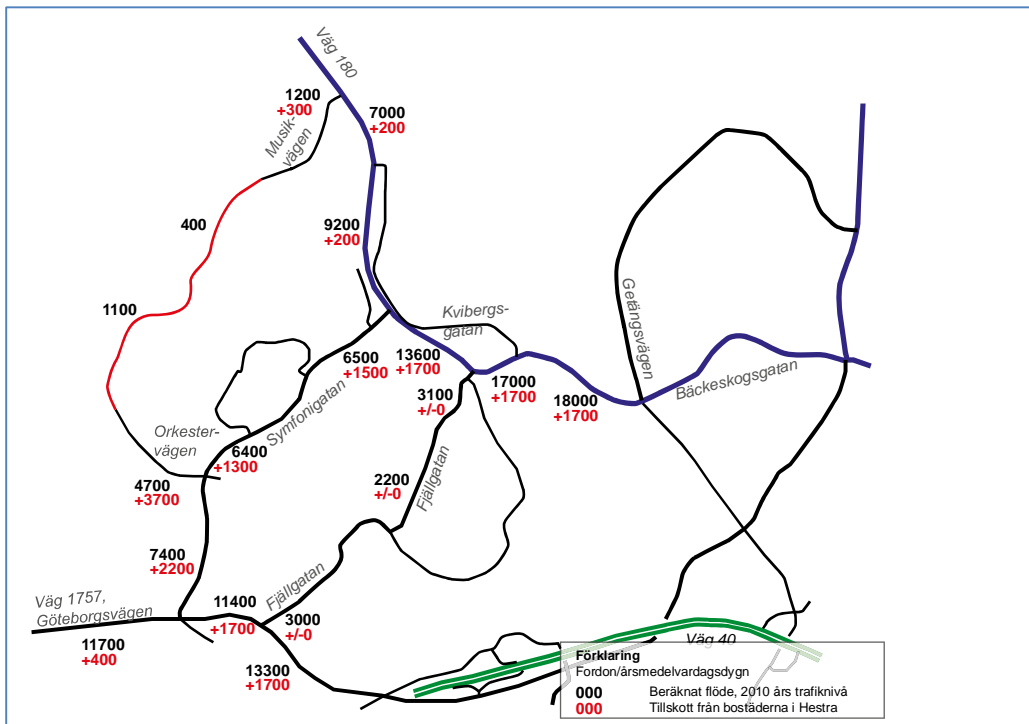 Väg 180
1200
+300
7000
+200
Musik-
vägen
400
9200
+200
1100
Kvibergs-
gatan
Getängsvägen
6500
+1500
13600
+1700
17000
+1700
18000
+1700
Bäckeskogsgatan
3100
+/-0
Symfonigatan
Orkester-
vägen
6400
+1300
4700
+3700
2200
+/-0
Fjällgatan
7400
+2200
Fjällgatan
Väg 1757,
Göteborgsvägen
11400
+1700
3000
+/-0
11700
+400
13300
+1700
Väg 40
Förklaring
Fordon/årsmedelvardagsdygn
000 Beräknat flöde, 2010 års trafiknivå
000 Tillskott från bostäderna i Hestra